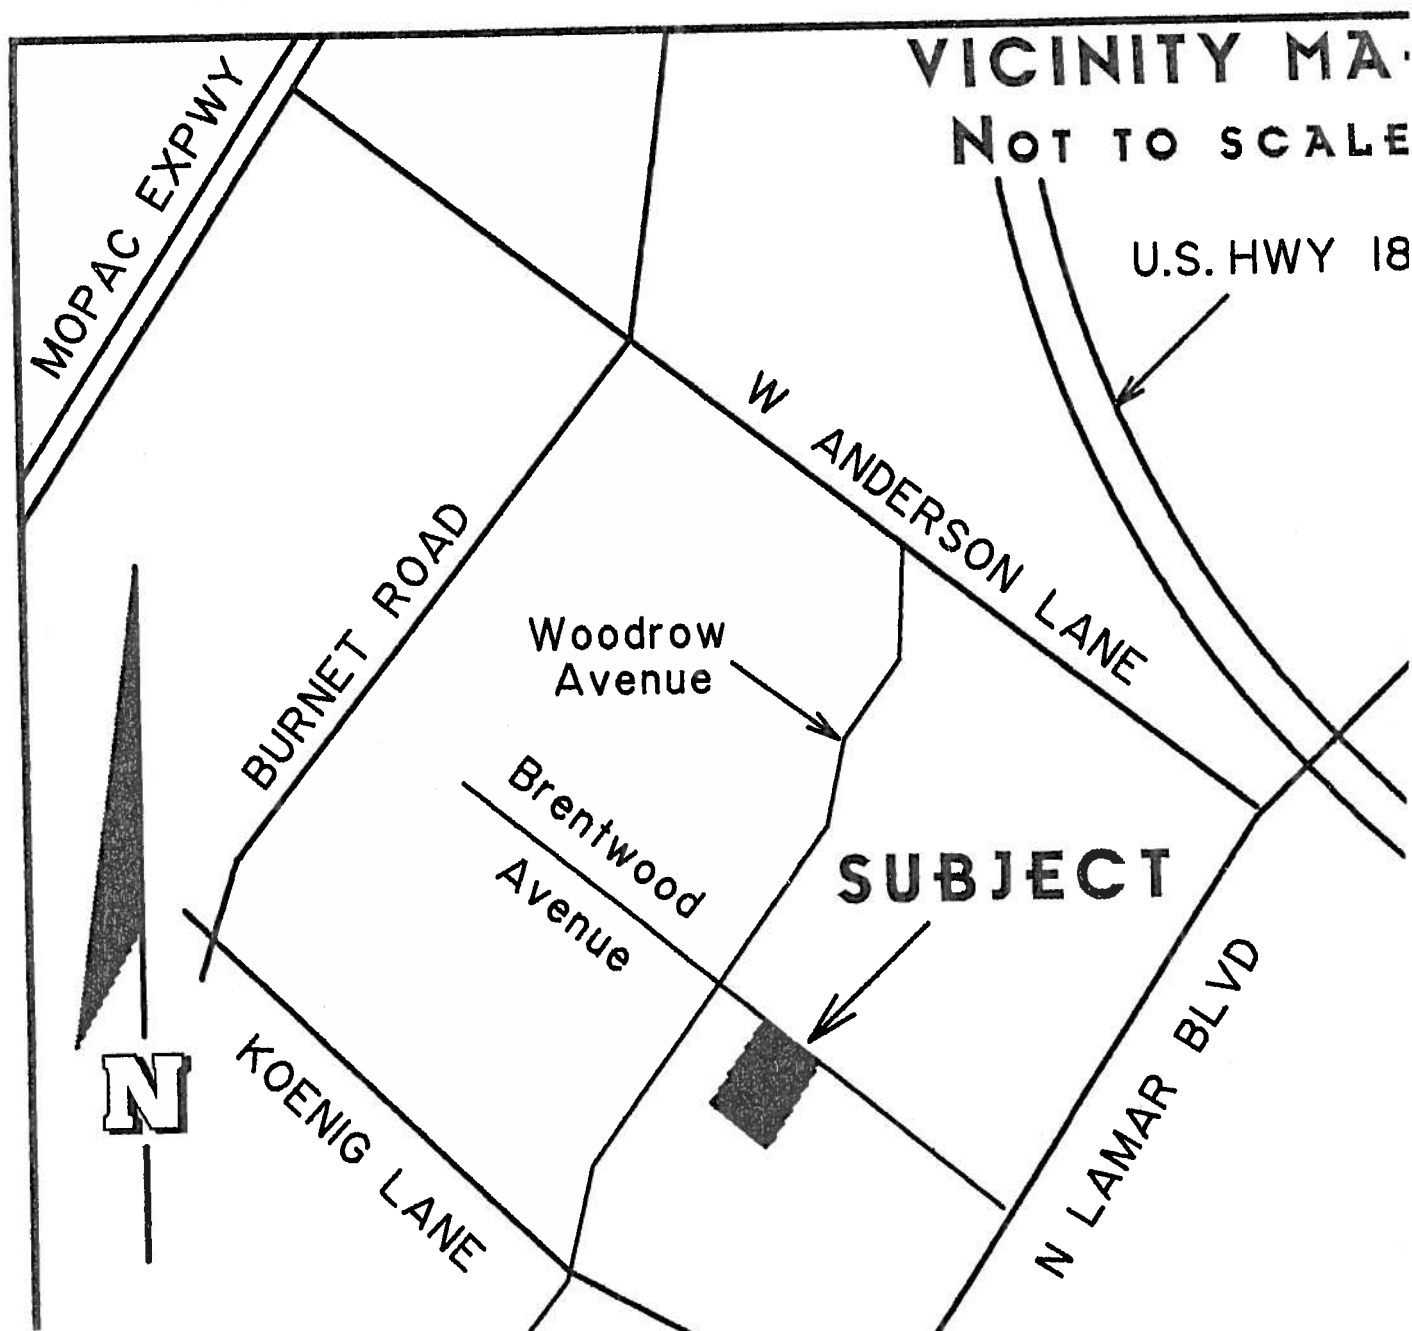 VICINITY MA
NOT TO SCALE
U.S. HWY 18
MOPAC EXPWY
W ANDERSON LANE
BURNET ROAD
Woodrow
Avenue
Brentwood
Avenue
SUBJECT
N LAMAR BLVD
KOENIG LANE
N